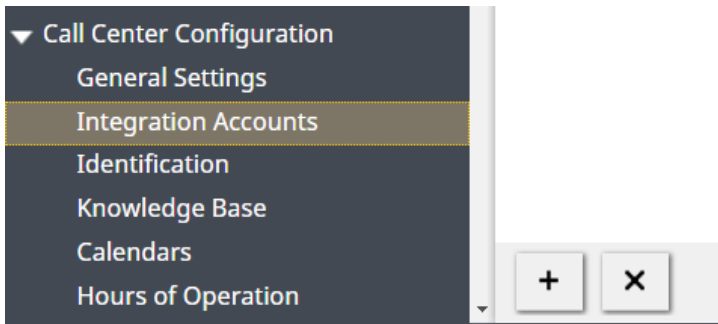 Call Center Configuration
General Settings
Integration Accounts
Identification
Knowledge Base
Calendars
Hours of Operation